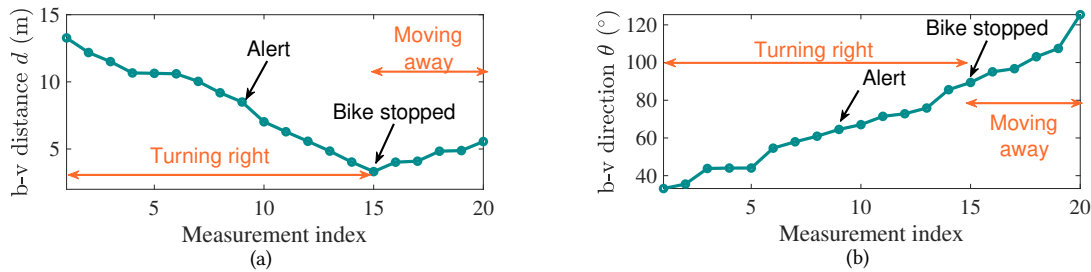 15
10
5
b-v distance d (m)
Alert
Moving
away
Bike stopped
Turning right
5
10
15
20
Measurement index
(a)
100
80
60
40
b-v direction θ (°)
Bike stopped
Turning right
Alert
Moving
away
5
10
15
20
Measurement index
(b)
120